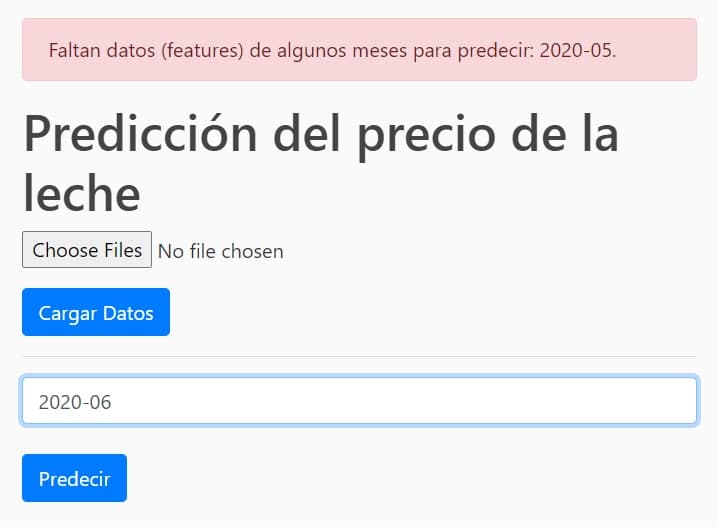 Faltan datos (features) de algunos meses para predecir: 2020-05.
Predicción del precio de la
leche
Choose Files No file chosen
Cargar Datos
2020-06
Predecir